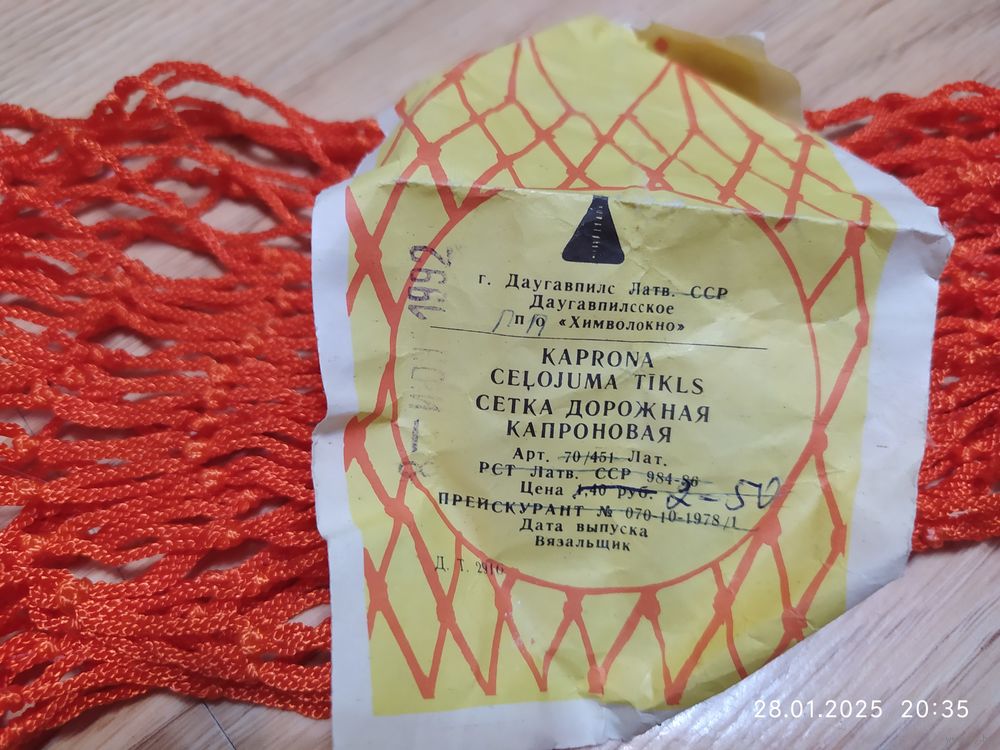 г. Даугавпилс Латв. ССР
Даугавпилсское
п/о «Химволокно»
KAPRONA
CEĻOJUMA TĪKLS
СЕТКА ДОРОЖНАЯ
КАПРОНОВАЯ
Арт. 70/451 Лат.
РСТ Латв. ССР 984-86
Цена 1,40 руб. 2-50
ПРЕЙСКУРАНТ № 070-10-1978/1
Дата выпуска
Вязальщик
Д. Т. 2910
1992
28.01.2025 20:35